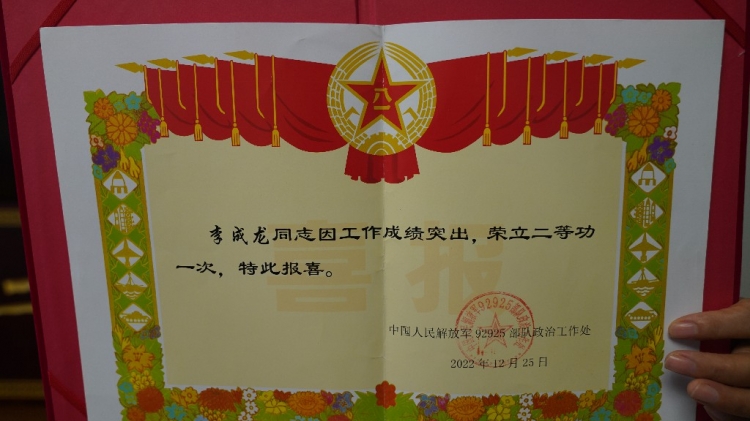 八一
李成龙同志因工作成绩突出，荣立二等功
一次，特此报喜。
喜报
中国人民解放军92925部队政治工作处
2022年12月25日